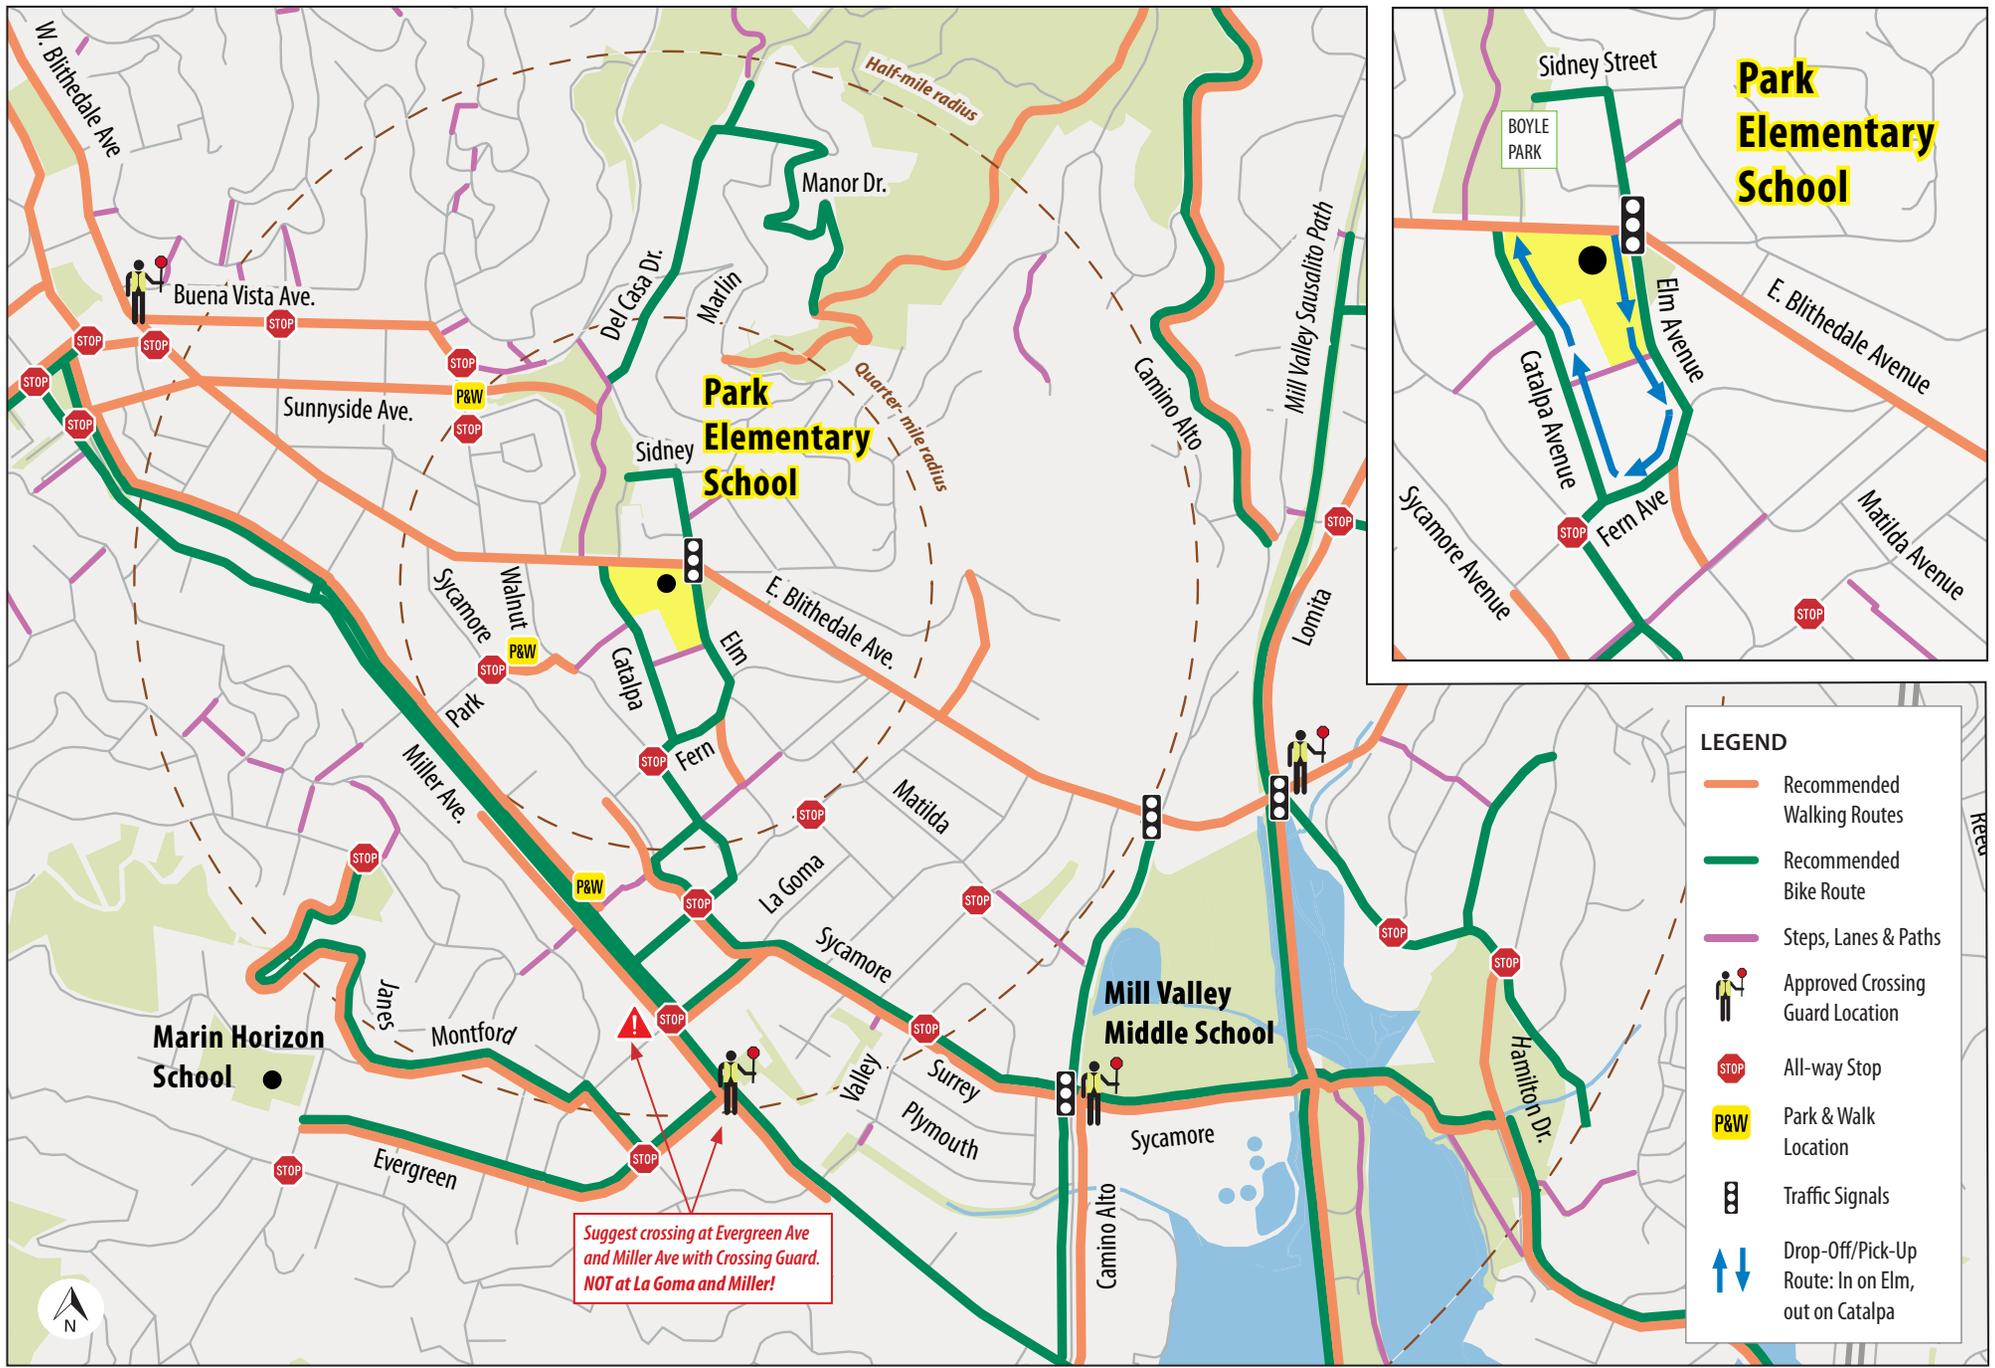 W. Blithedale Ave
Half-mile radius
Manor Dr.
Buena Vista Ave.
STOP
STOP
STOP
STOP
STOP
STOP
STOP
P&W
Sunnyside Ave.
Del Casa Dr.
Marlin
Quarter- mile radius
Park
Elementary
School
Sidney
Camino Alto
Mill Valley Sausalito Path
STOP
Lomita
Sycamore
Walnut
P&W
STOP
Park
Catalpa
Elm
E. Blithedale Ave.
Miller Ave.
STOP
Fern
STOP
Matilda
STOP
P&W
STOP
La Goma
STOP
Sycamore
STOP
STOP
Janes
Montford
Marin Horizon
School
STOP
STOP
Valley
Surrey
Plymouth
Mill Valley
Middle School
Sycamore
Camino Alto
Hamilton Dr.
STOP
STOP
Evergreen
STOP
STOP
Suggest crossing at Evergreen Ave
and Miller Ave with Crossing Guard.
NOT at La Goma and Miller!
N
Sidney Street
BOYLE
PARK
Park
Elementary
School
Elm Avenue
E. Blithedale Avenue
Catalpa Avenue
Sycamore Avenue
STOP
Fern Ave
Matilda Avenue
STOP
Reed
LEGEND
Recommended
Walking Routes
Recommended
Bike Route
Steps, Lanes & Paths
Approved Crossing
Guard Location
STOP
All-way Stop
P&W
Park & Walk
Location
Traffic Signals
Drop-Off/Pick-Up
Route: In on Elm,
out on Catalpa